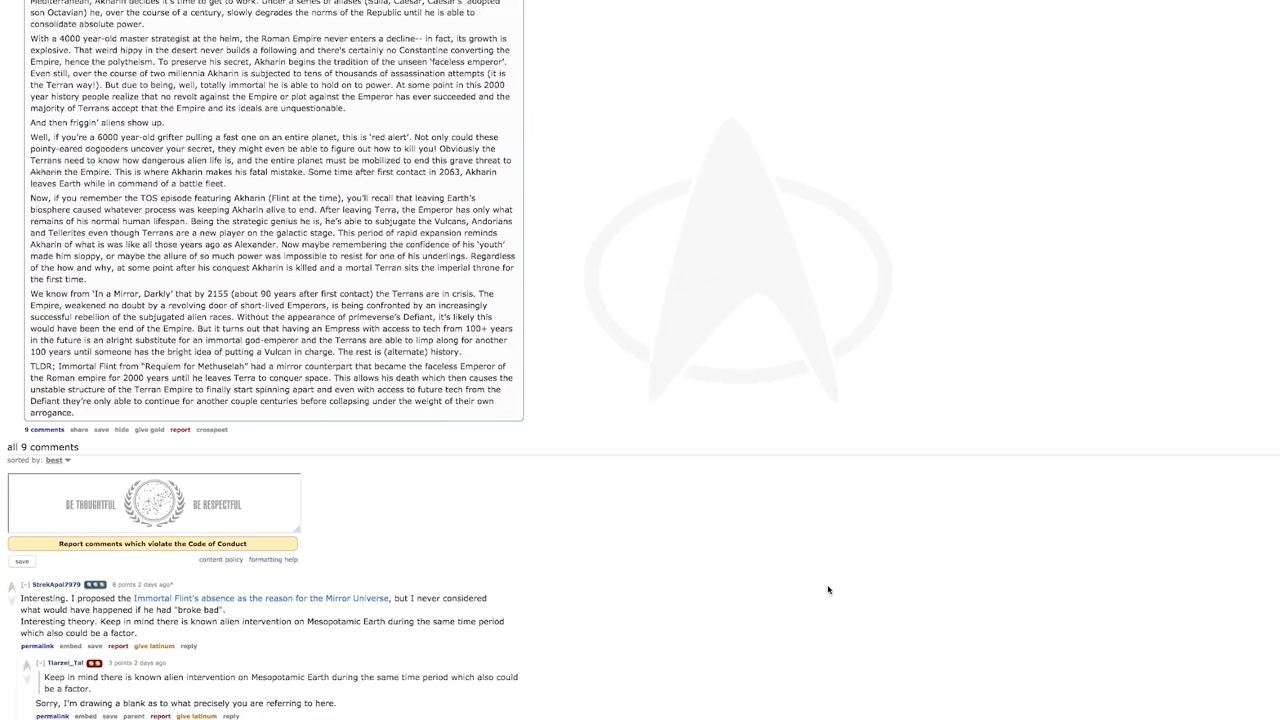 Mediterranean, Akharin decides it's time to get to work. Under a series of aliases (Sulla, Caesar, Caesar's adopted
son Octavian) he, over the course of a century, slowly degrades the norms of the Republic until he is able to
consolidate absolute power.
With a 4000 year-old master strategist at the helm, the Roman Empire never enters a decline-- in fact, its growth is
explosive. That weird hippy in the desert never builds a following and there's certainly no Constantine converting the
Empire, hence the polytheism. To preserve his secret, Akharin begins the tradition of the unseen 'faceless emperor'.
Even still, over the course of two millennia Akharin is subjected to tens of thousands of assassination attempts (it is
the Terran way!). But due to being, well, totally immortal he is able to hold on to power. At some point in this 2000
year history people realize that no revolt against the Empire or plot against the Emperor has ever succeeded and the
majority of Terrans accept that the Empire and its ideals are unquestionable.
And then friggin' aliens show up.
Well, if you're a 6000 year-old grifter pulling a fast one on an entire planet, this is 'red alert'. Not only could these
pointy-eared dogooders uncover your secret, they might even be able to figure out how to kill you! Obviously the
Terrans need to know how dangerous alien life is, and the entire planet must be mobilized to end this grave threat to
Akharin the Empire. This is where Akharin makes his fatal mistake. Some time after first contact in 2063, Akharin
leaves Earth while in command of a battle fleet.
Now, if you remember the TOS episode featuring Akharin (Flint at the time), you'll recall that leaving Earth's
biosphere caused whatever process was keeping Akharin alive to end. After leaving Terra, the Emperor has only what
remains of his normal human lifespan. Being the strategic genius he is, he's able to subjugate the Vulcans, Andorians
and Tellerites even though Terrans are a new player on the galactic stage. This period of rapid expansion reminds
Akharin of what is was like all those years ago as Alexander. Now maybe remembering the confidence of his 'youth'
made him sloppy, or maybe the allure of so much power was impossible to resist for one of his underlings. Regardless
of the how and why, at some point after his conquest Akharin is killed and a mortal Terran sits the imperial throne for
the first time.
We know from 'In a Mirror, Darkly' that by 2155 (about 90 years after first contact) the Terrans are in crisis. The
Empire, weakened no doubt by a revolving door of short-lived Emperors, is being confronted by an increasingly
successful rebellion of the subjugated alien races. Without the appearance of primeverse's Defiant, it's likely this
would have been the end of the Empire. But it turns out that having an Empress with access to tech from 100+ years
in the future is an alright substitute for an immortal god-emperor and the Terrans are able to limp along for another
100 years until someone has the bright idea of putting a Vulcan in charge. The rest is (alternate) history.
TLDR; Immortal Flint from "Requiem for Methuselah" had a mirror counterpart that became the faceless Emperor of
the Roman empire for 2000 years until he leaves Terra to conquer space. This allows his death which then causes the
unstable structure of the Terran Empire to finally start spinning apart and even with access to future tech from the
Defiant they're only able to continue for another couple centuries before collapsing under the weight of their own
arrogance.
9 comments share save hide give gold report crosspost
all 9 comments
sorted by: best
BE THOUGHTFUL BE RESPECTFUL
Report comments which violate the Code of Conduct
save content policy formatting help
[-] StrekApol7979 8 points 2 days ago*
Interesting. I proposed the Immortal Flint's absence as the reason for the Mirror Universe, but I never considered
what would have happened if he had "broke bad".
Interesting theory. Keep in mind there is known alien intervention on Mesopotamic Earth during the same time period
which also could be a factor.
permalink embed save report give latinum reply
[-] Tiarzel_Tal 3 points 2 days ago
Keep in mind there is known alien intervention on Mesopotamic Earth during the same time period which also could
be a factor.
Sorry, I'm drawing a blank as to what precisely you are referring to here.
permalink embed save parent report give latinum reply